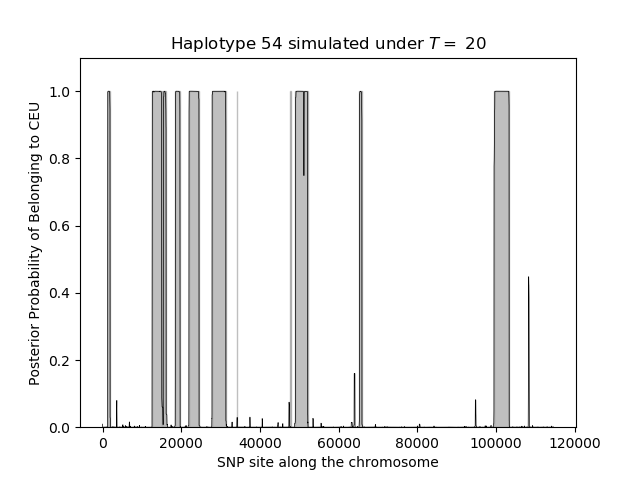 Haplotype 54 simulated under T = 20
Posterior Probability of Belonging to CEU
1.0
0.8
0.6
0.4
0.2
0.0
0 20000 40000 60000 80000 100000 120000
SNP site along the chromosome